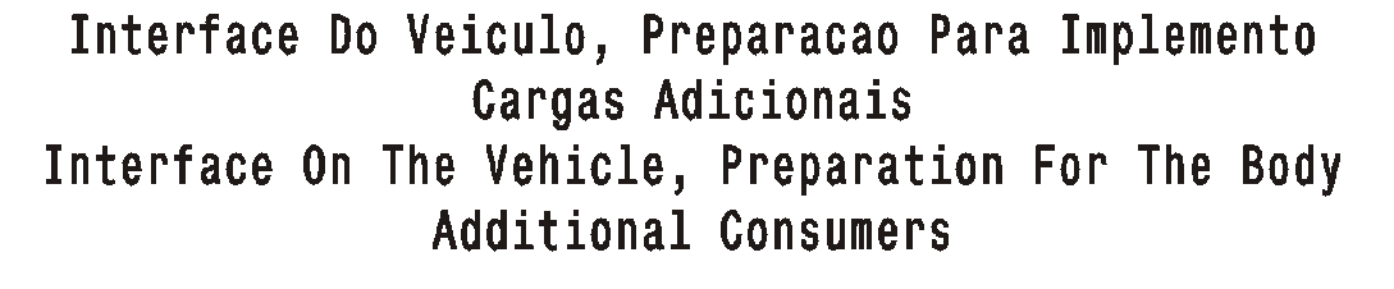 Interface Do Veiculo, Preparacao Para Implemento
Cargas Adicionais
Interface On The Vehicle, Preparation For The Body
Additional Consumers